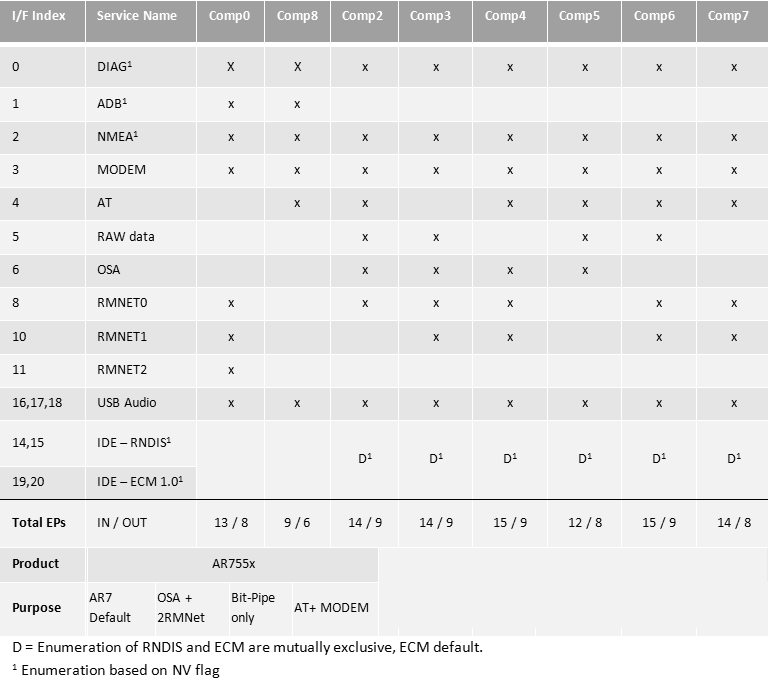 I/F Index Service Name Comp0 Comp8 Comp2 Comp3 Comp4 Comp5 Comp6 Comp7
0 DIAG¹ X X x x x x x x
1 ADB¹ x x
2 NMEA¹ x x x x x x x x
3 MODEM x x x x x x x x
4 AT x x x x x x
5 RAW data x x x x
6 OSA x x x x
8 RMNET0 x x x x x x
10 RMNET1 x x x x x
11 RMNET2 x
16,17,18 USB Audio x x x x x x x x
14,15 IDE – RNDIS¹
D¹ D¹ D¹ D¹ D¹ D¹
19,20 IDE – ECM 1.0¹
Total EPs IN / OUT 13 / 8 9 / 6 14 / 9 14 / 9 15 / 9 12 / 8 15 / 9 14 / 8
Product AR755x
Purpose AR7 Default OSA + 2RMNet Bit-Pipe only AT+ MODEM
D = Enumeration of RNDIS and ECM are mutually exclusive, ECM default.
¹ Enumeration based on NV flag